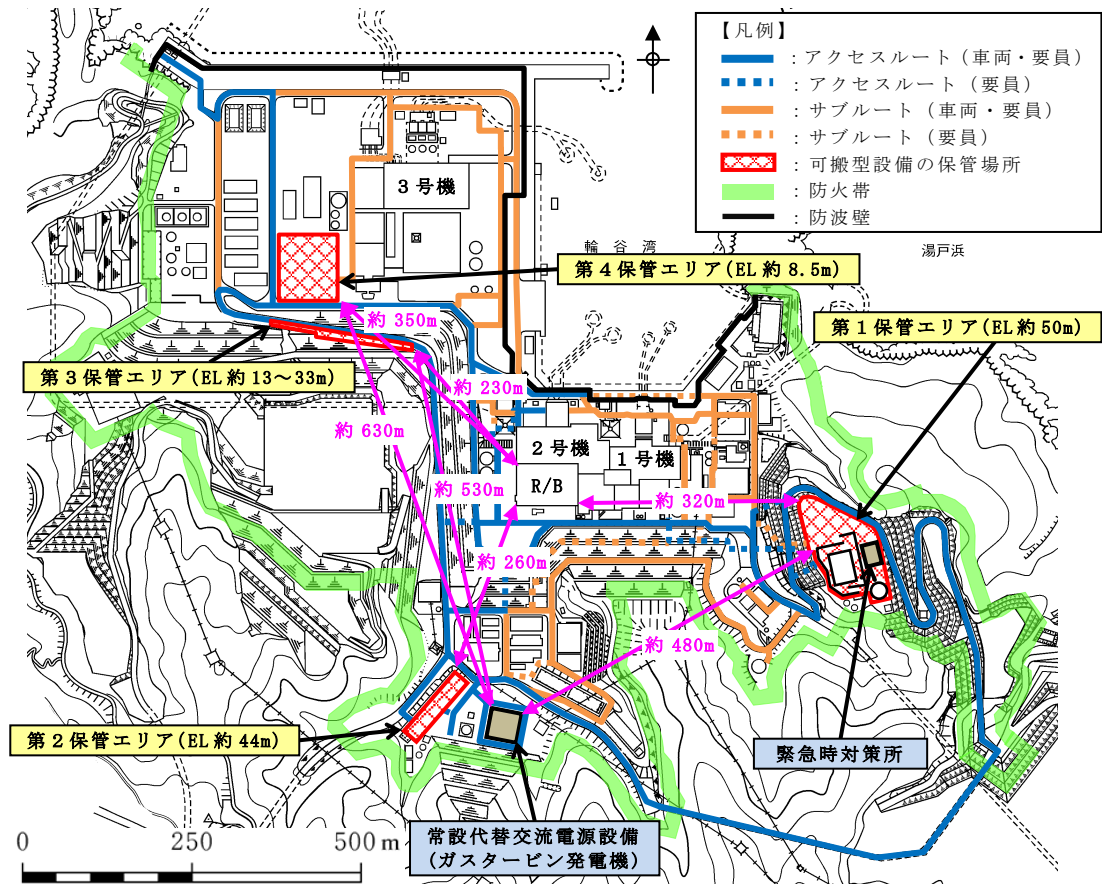 【凡例】
：アクセスルート（車両・要員）
：アクセスルート（要員）
：サブルート（車両・要員）
：サブルート（要員）
：可搬型設備の保管場所
：防火帯
：防波壁
3号機
輪谷湾
湯戸浜
第4保管エリア(EL約8.5m)
第1保管エリア(EL約50m)
約350m
第3保管エリア(EL約13～33m)
約230m
約630m
2号機
1号機
R/B
約530m
約320m
約260m
約480m
第2保管エリア(EL約44m)
緊急時対策所
常設代替交流電源設備
（ガスタービン発電機）
0 250 500m